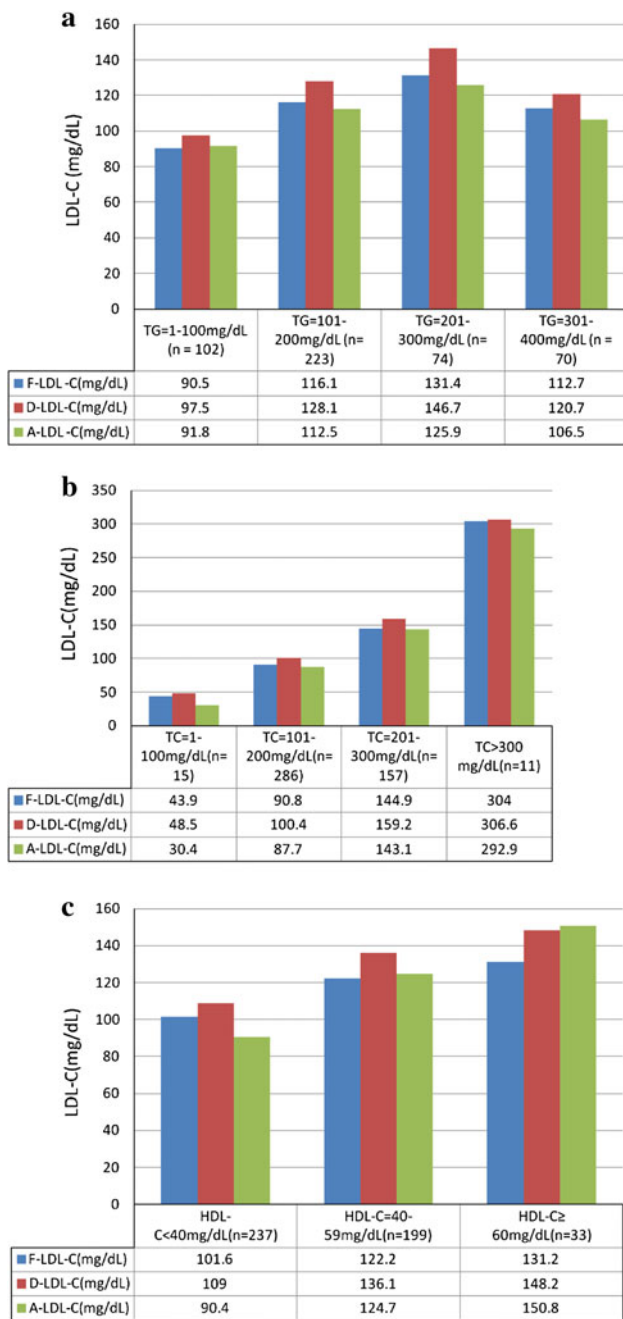 a
160
140
120
100
80
60
40
20
0
LDL-C (mg/dL)
TG=1-100mg/dL (n = 102)
TG=101-200mg/dL (n= 223)
TG=201-300mg/dL (n= 74)
TG=301-400mg/dL (n = 70)
F-LDL -C(mg/dL) 90.5 116.1 131.4 112.7
D-LDL-C(mg/dL) 97.5 128.1 146.7 120.7
A-LDL -C(mg/dL) 91.8 112.5 125.9 106.5
b
350
300
250
200
150
100
50
0
LDL-C(mg/dL)
TC=1-100mg/dL(n= 15)
TC=101-200mg/dL(n= 286)
TC=201-300mg/dL(n= 157)
TC>300 mg/dL(n=11)
F-LDL-C(mg/dL) 43.9 90.8 144.9 304
D-LDL-C(mg/dL) 48.5 100.4 159.2 306.6
A-LDL-C(mg/dL) 30.4 87.7 143.1 292.9
c
160
140
120
100
80
60
40
20
0
LDL-C(mg/dL)
HDL-C<40mg/dL(n=237)
HDL-C=40-59mg/dL(n=199)
HDL-C≥ 60mg/dL(n=33)
F-LDL-C(mg/dL) 101.6 122.2 131.2
D-LDL-C(mg/dL) 109 136.1 148.2
A-LDL-C(mg/dL) 90.4 124.7 150.8